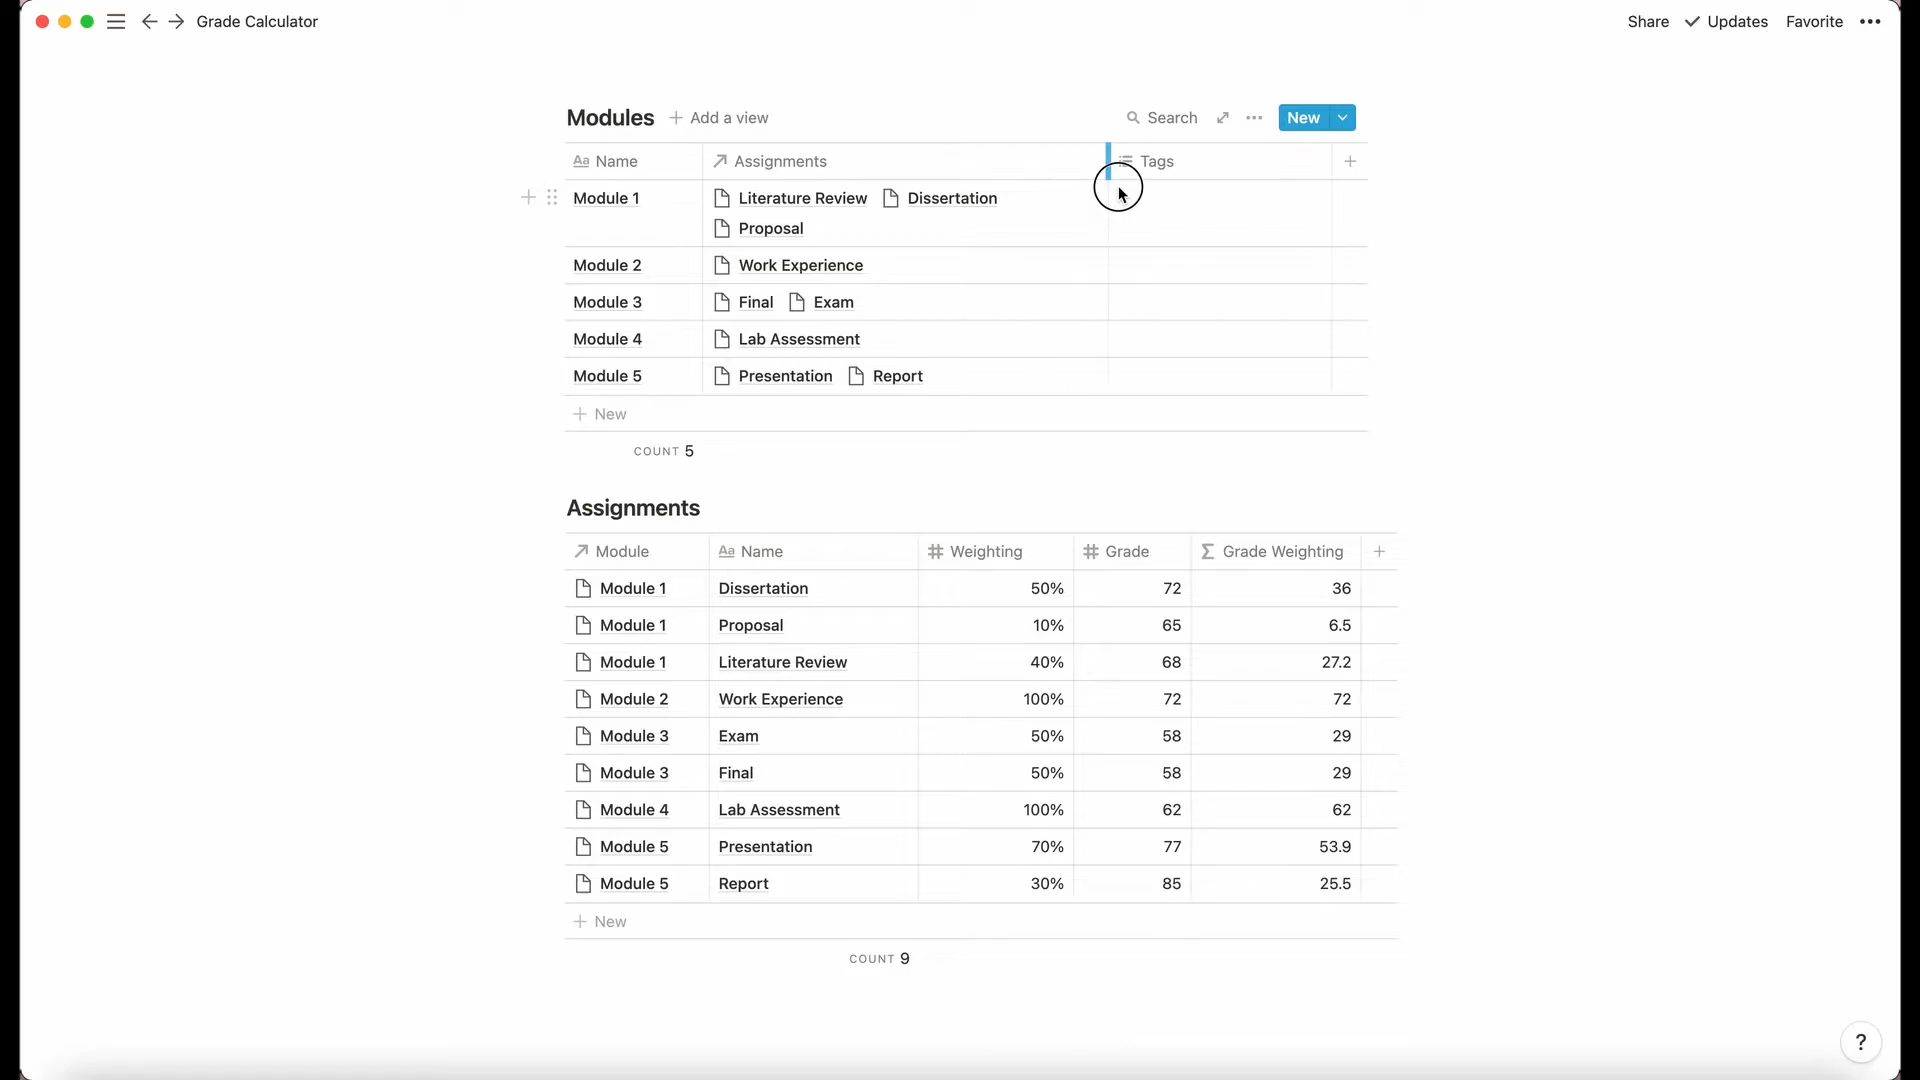 Grade Calculator
Share Updates Favorite
Modules + Add a view Search New
Aa Name Assignments Tags
Module 1 Literature Review Dissertation
Proposal
Module 2 Work Experience
Module 3 Final Exam
Module 4 Lab Assessment
Module 5 Presentation Report
+ New
COUNT 5
Assignments
Module Aa Name # Weighting # Grade Σ Grade Weighting +
Module 1 Dissertation 50% 72 36
Module 1 Proposal 10% 65 6.5
Module 1 Literature Review 40% 68 27.2
Module 2 Work Experience 100% 72 72
Module 3 Exam 50% 58 29
Module 3 Final 50% 58 29
Module 4 Lab Assessment 100% 62 62
Module 5 Presentation 70% 77 53.9
Module 5 Report 30% 85 25.5
+ New
COUNT 9
?